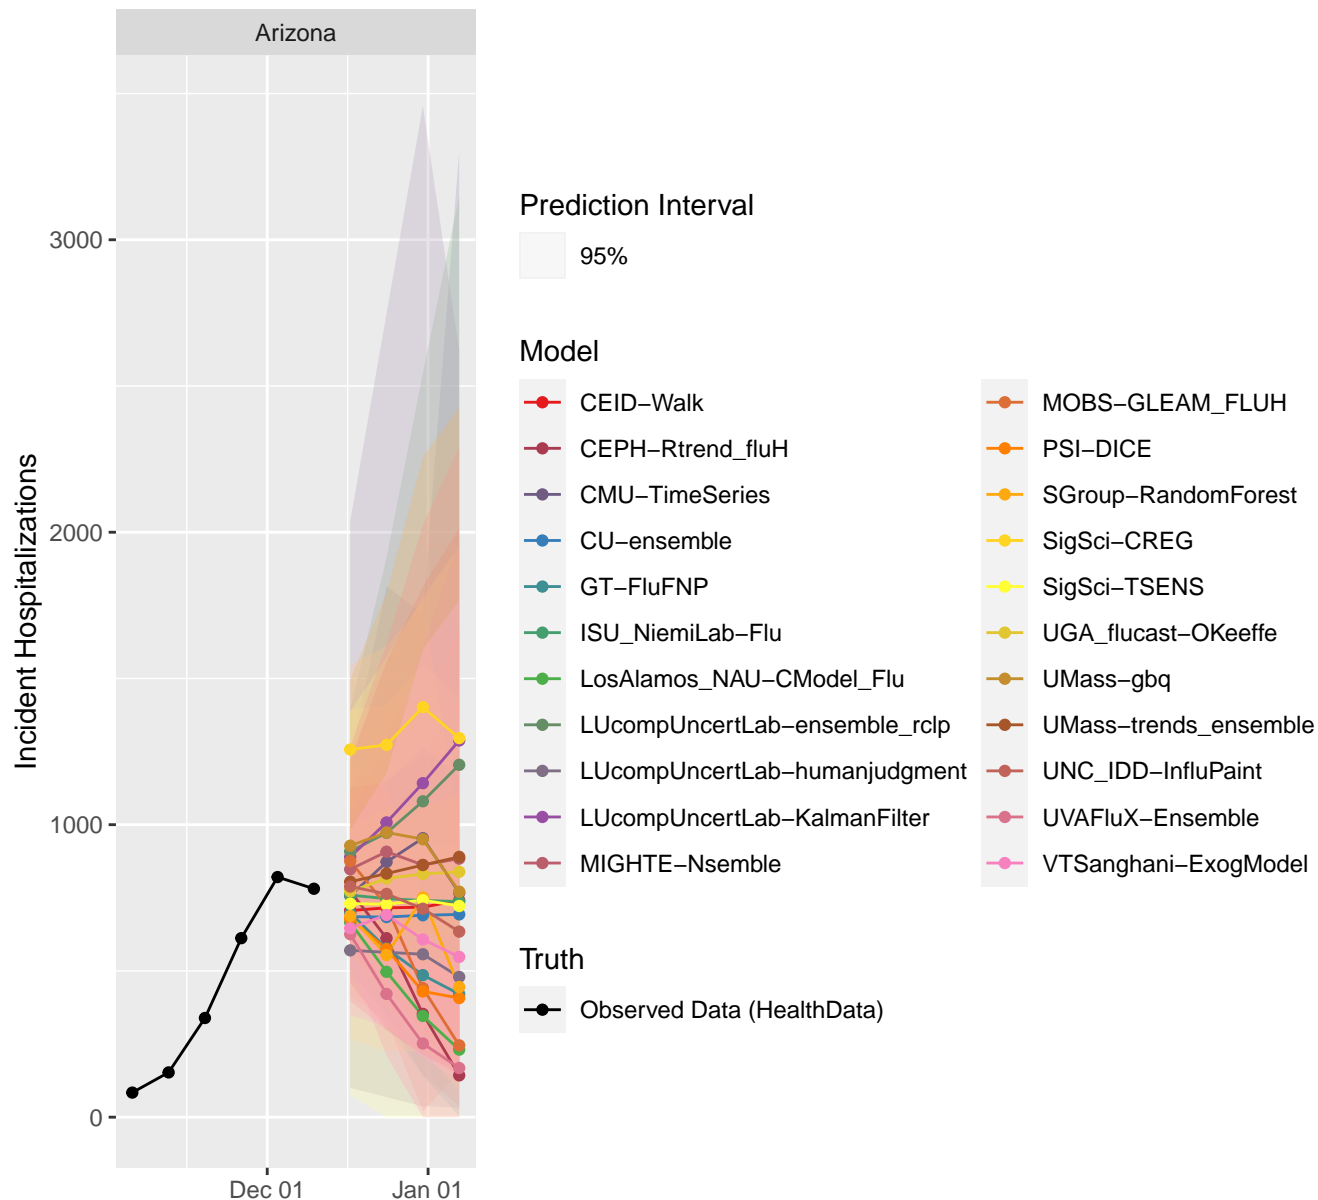 Arizona
3000
2000
1000
0
Incident Hospitalizations
Dec 01
Jan 01
Prediction Interval
95%
Model
CEID−Walk
CEPH−Rtrend_fluH
CMU−TimeSeries
CU−ensemble
GT−FluFNP
ISU_NiemiLab−Flu
LosAlamos_NAU−CModel_Flu
LUcompUncertLab−ensemble_rclp
LUcompUncertLab−humanjudgment
LUcompUncertLab−KalmanFilter
MIGHTE−Nsemble
MOBS−GLEAM_FLUH
PSI−DICE
SGroup−RandomForest
SigSci−CREG
SigSci−TSENS
UGA_flucast−OKeeffe
UMass−gbq
UMass−trends_ensemble
UNC_IDD−InfluPaint
UVAFluX−Ensemble
VTSanghani−ExogModel
Truth
Observed Data (HealthData)